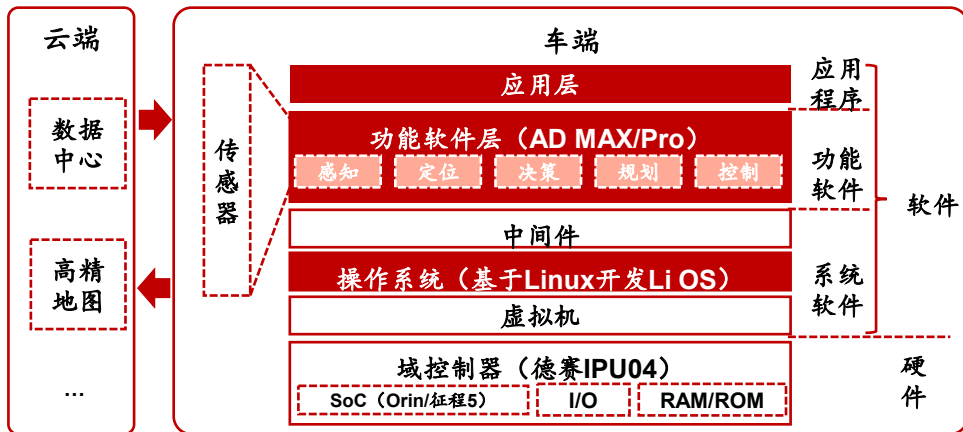 云端
数据
中心
高精
地图
...
车端
传
感
器
应用层
功能软件层（AD MAX/Pro）
感知
定位
决策
规划
控制
中间件
操作系统（基于Linux开发Li OS）
虚拟机
域控制器（德赛IPU04）
SoC（Orin/征程5）
I/O
RAM/ROM
应用
程序
功能
软件
系统
软件
软件
硬
件